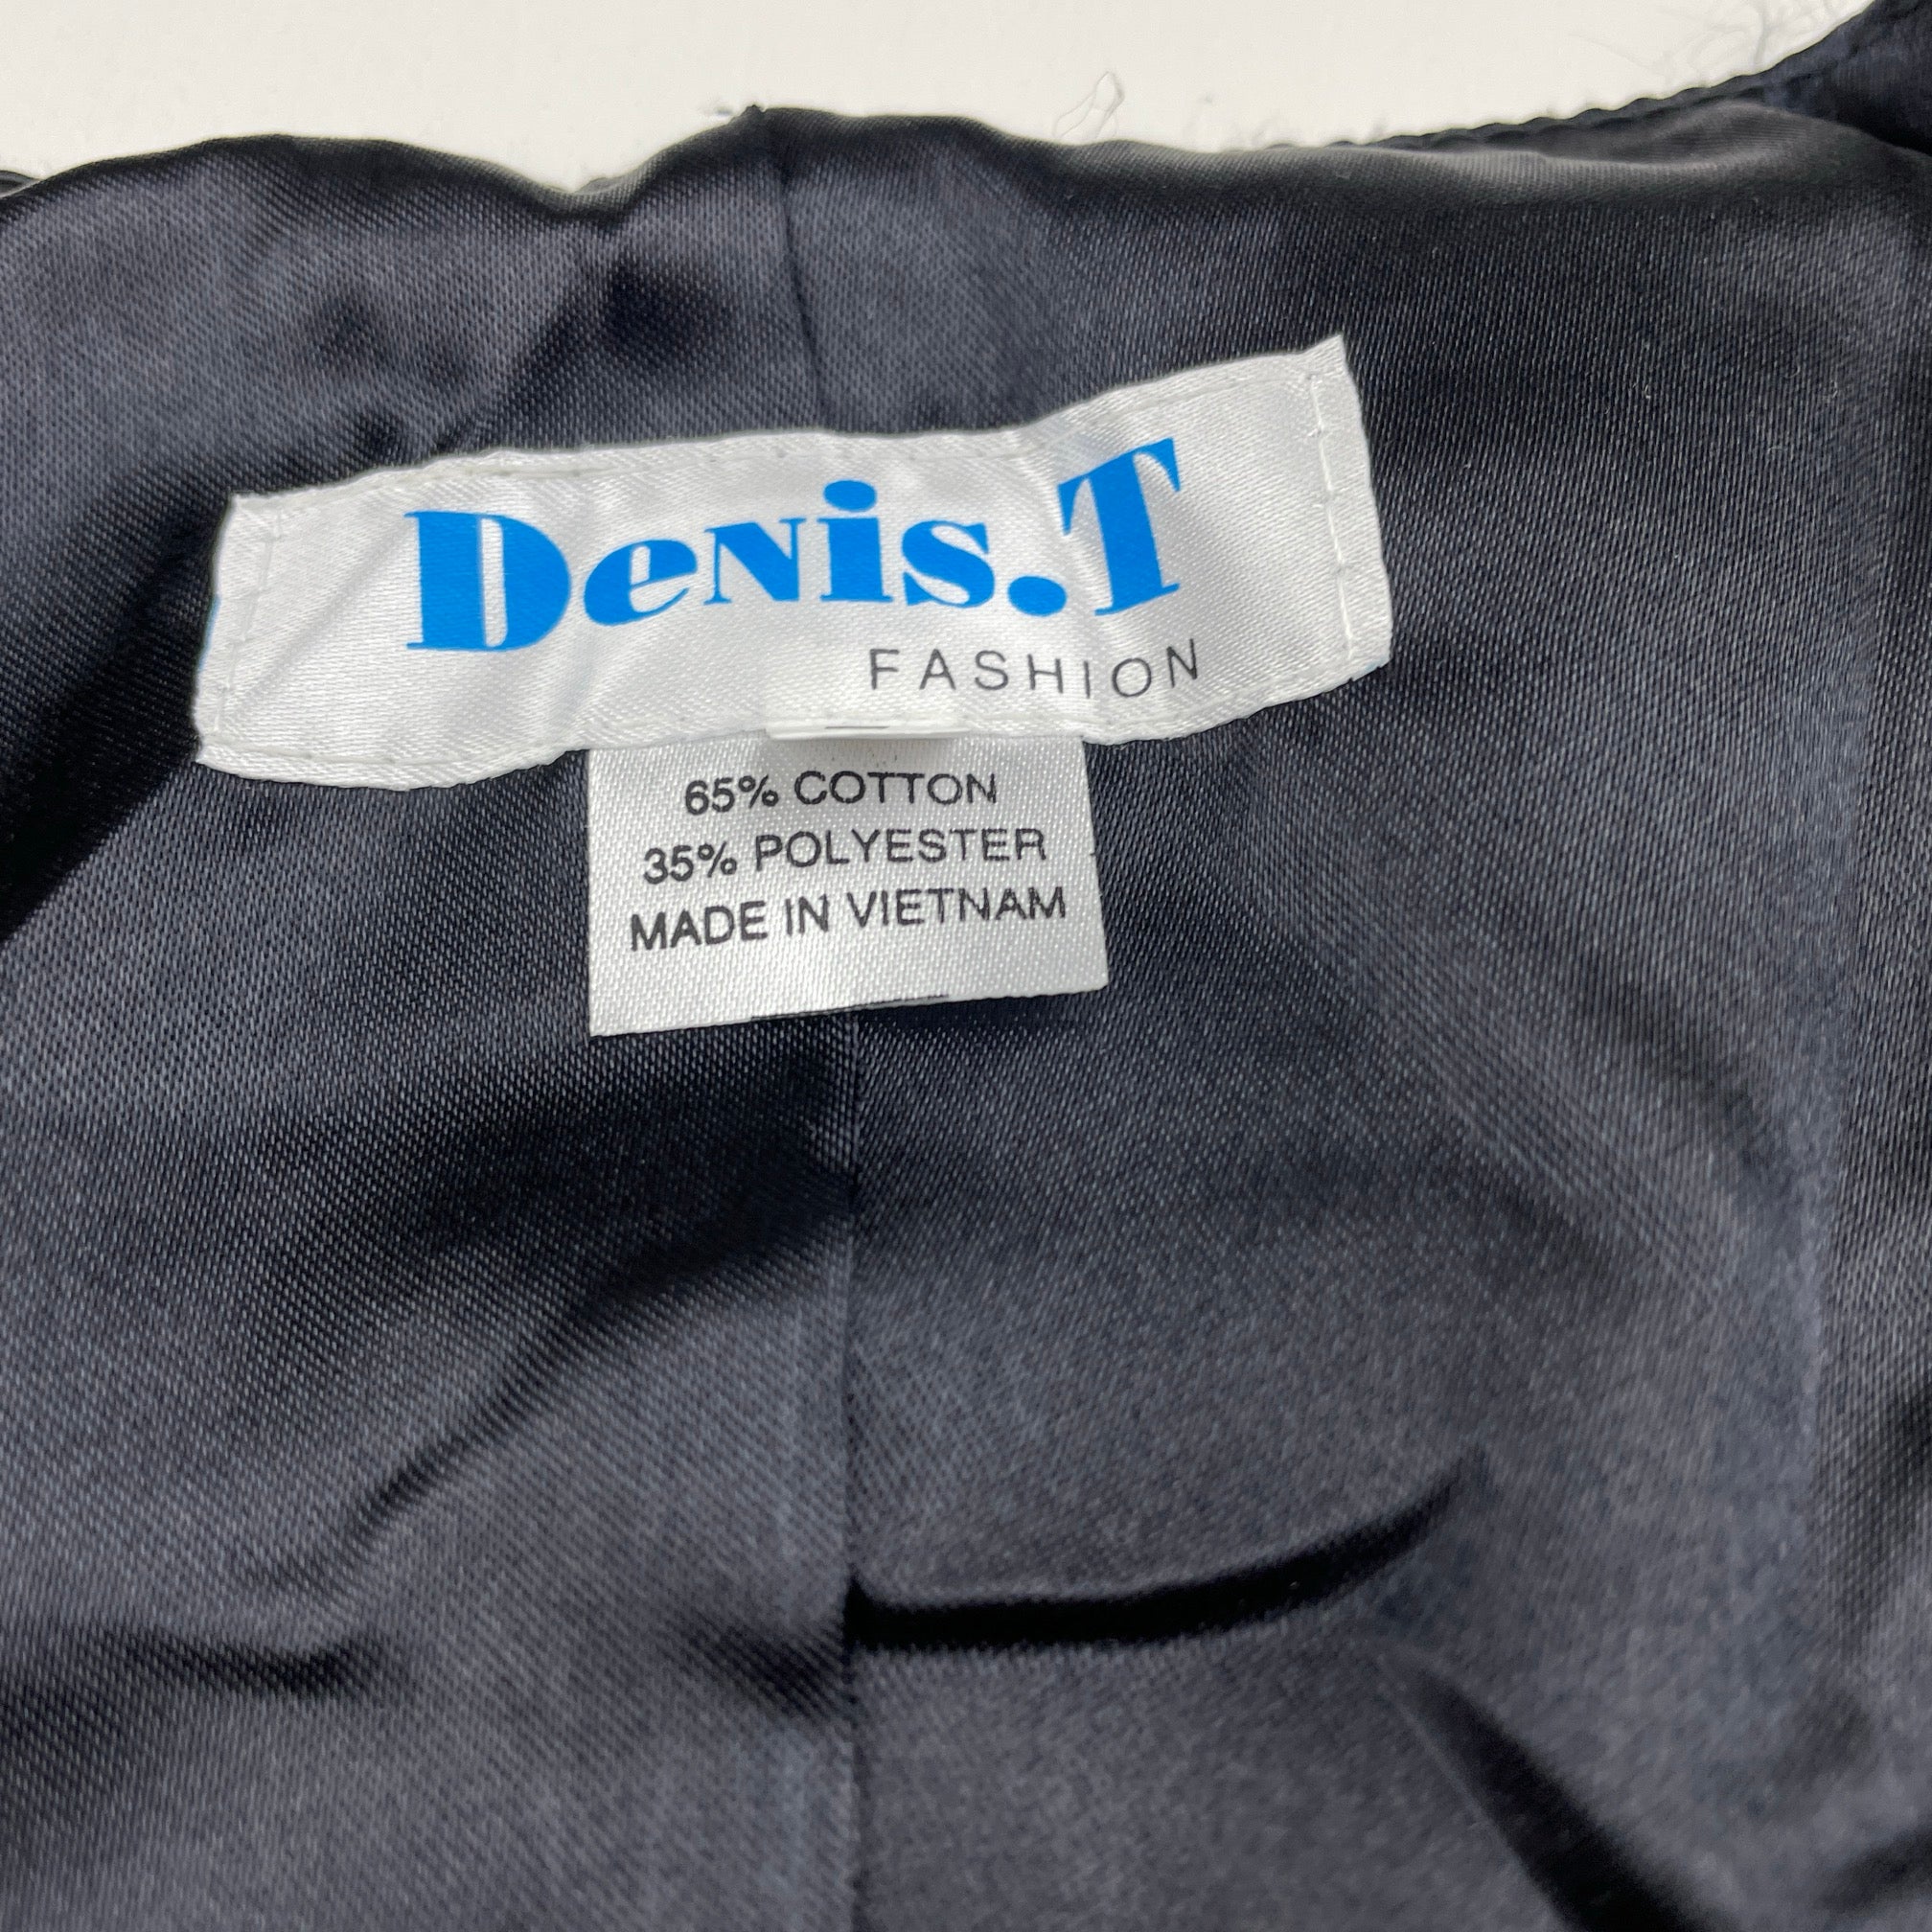 Denis.T
FASHION
65% COTTON
35% POLYESTER
MADE IN VIETNAM